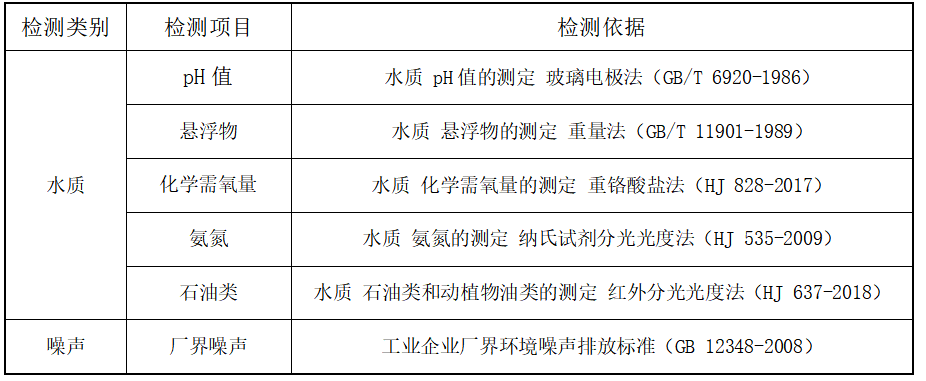 检测类别 检测项目 检测依据
水质 pH值 水质 pH值的测定 玻璃电极法（GB/T 6920-1986）
悬浮物 水质 悬浮物的测定 重量法（GB/T 11901-1989）
化学需氧量 水质 化学需氧量的测定 重铬酸盐法（HJ 828-2017）
氨氮 水质 氨氮的测定 纳氏试剂分光光度法（HJ 535-2009）
石油类 水质 石油类和动植物油类的测定 红外分光光度法（HJ 637-2018）
噪声 厂界噪声 工业企业厂界环境噪声排放标准（GB 12348-2008）